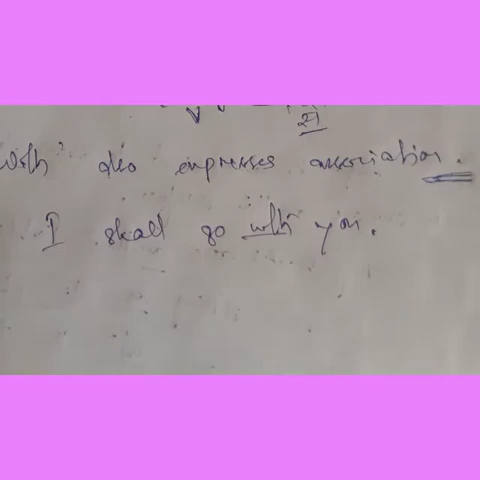 with' also expresses association.
I shall go with you.